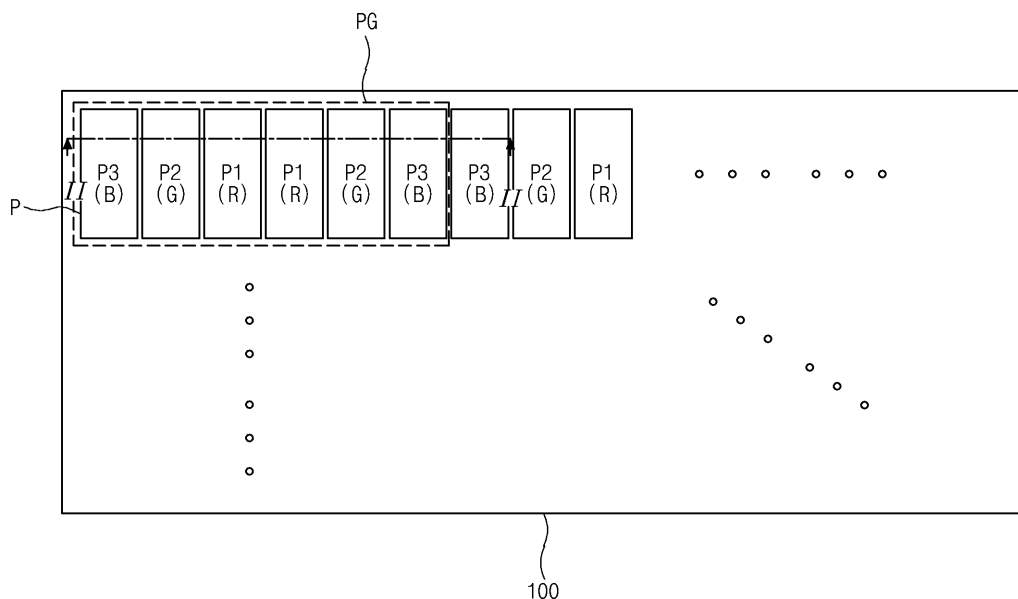 PG
P3 P2 P1 P1 P2 P3 P3 P2 P1
(B) (G) (R) (R) (G) (B) (B) (G) (R)
II II
P
100